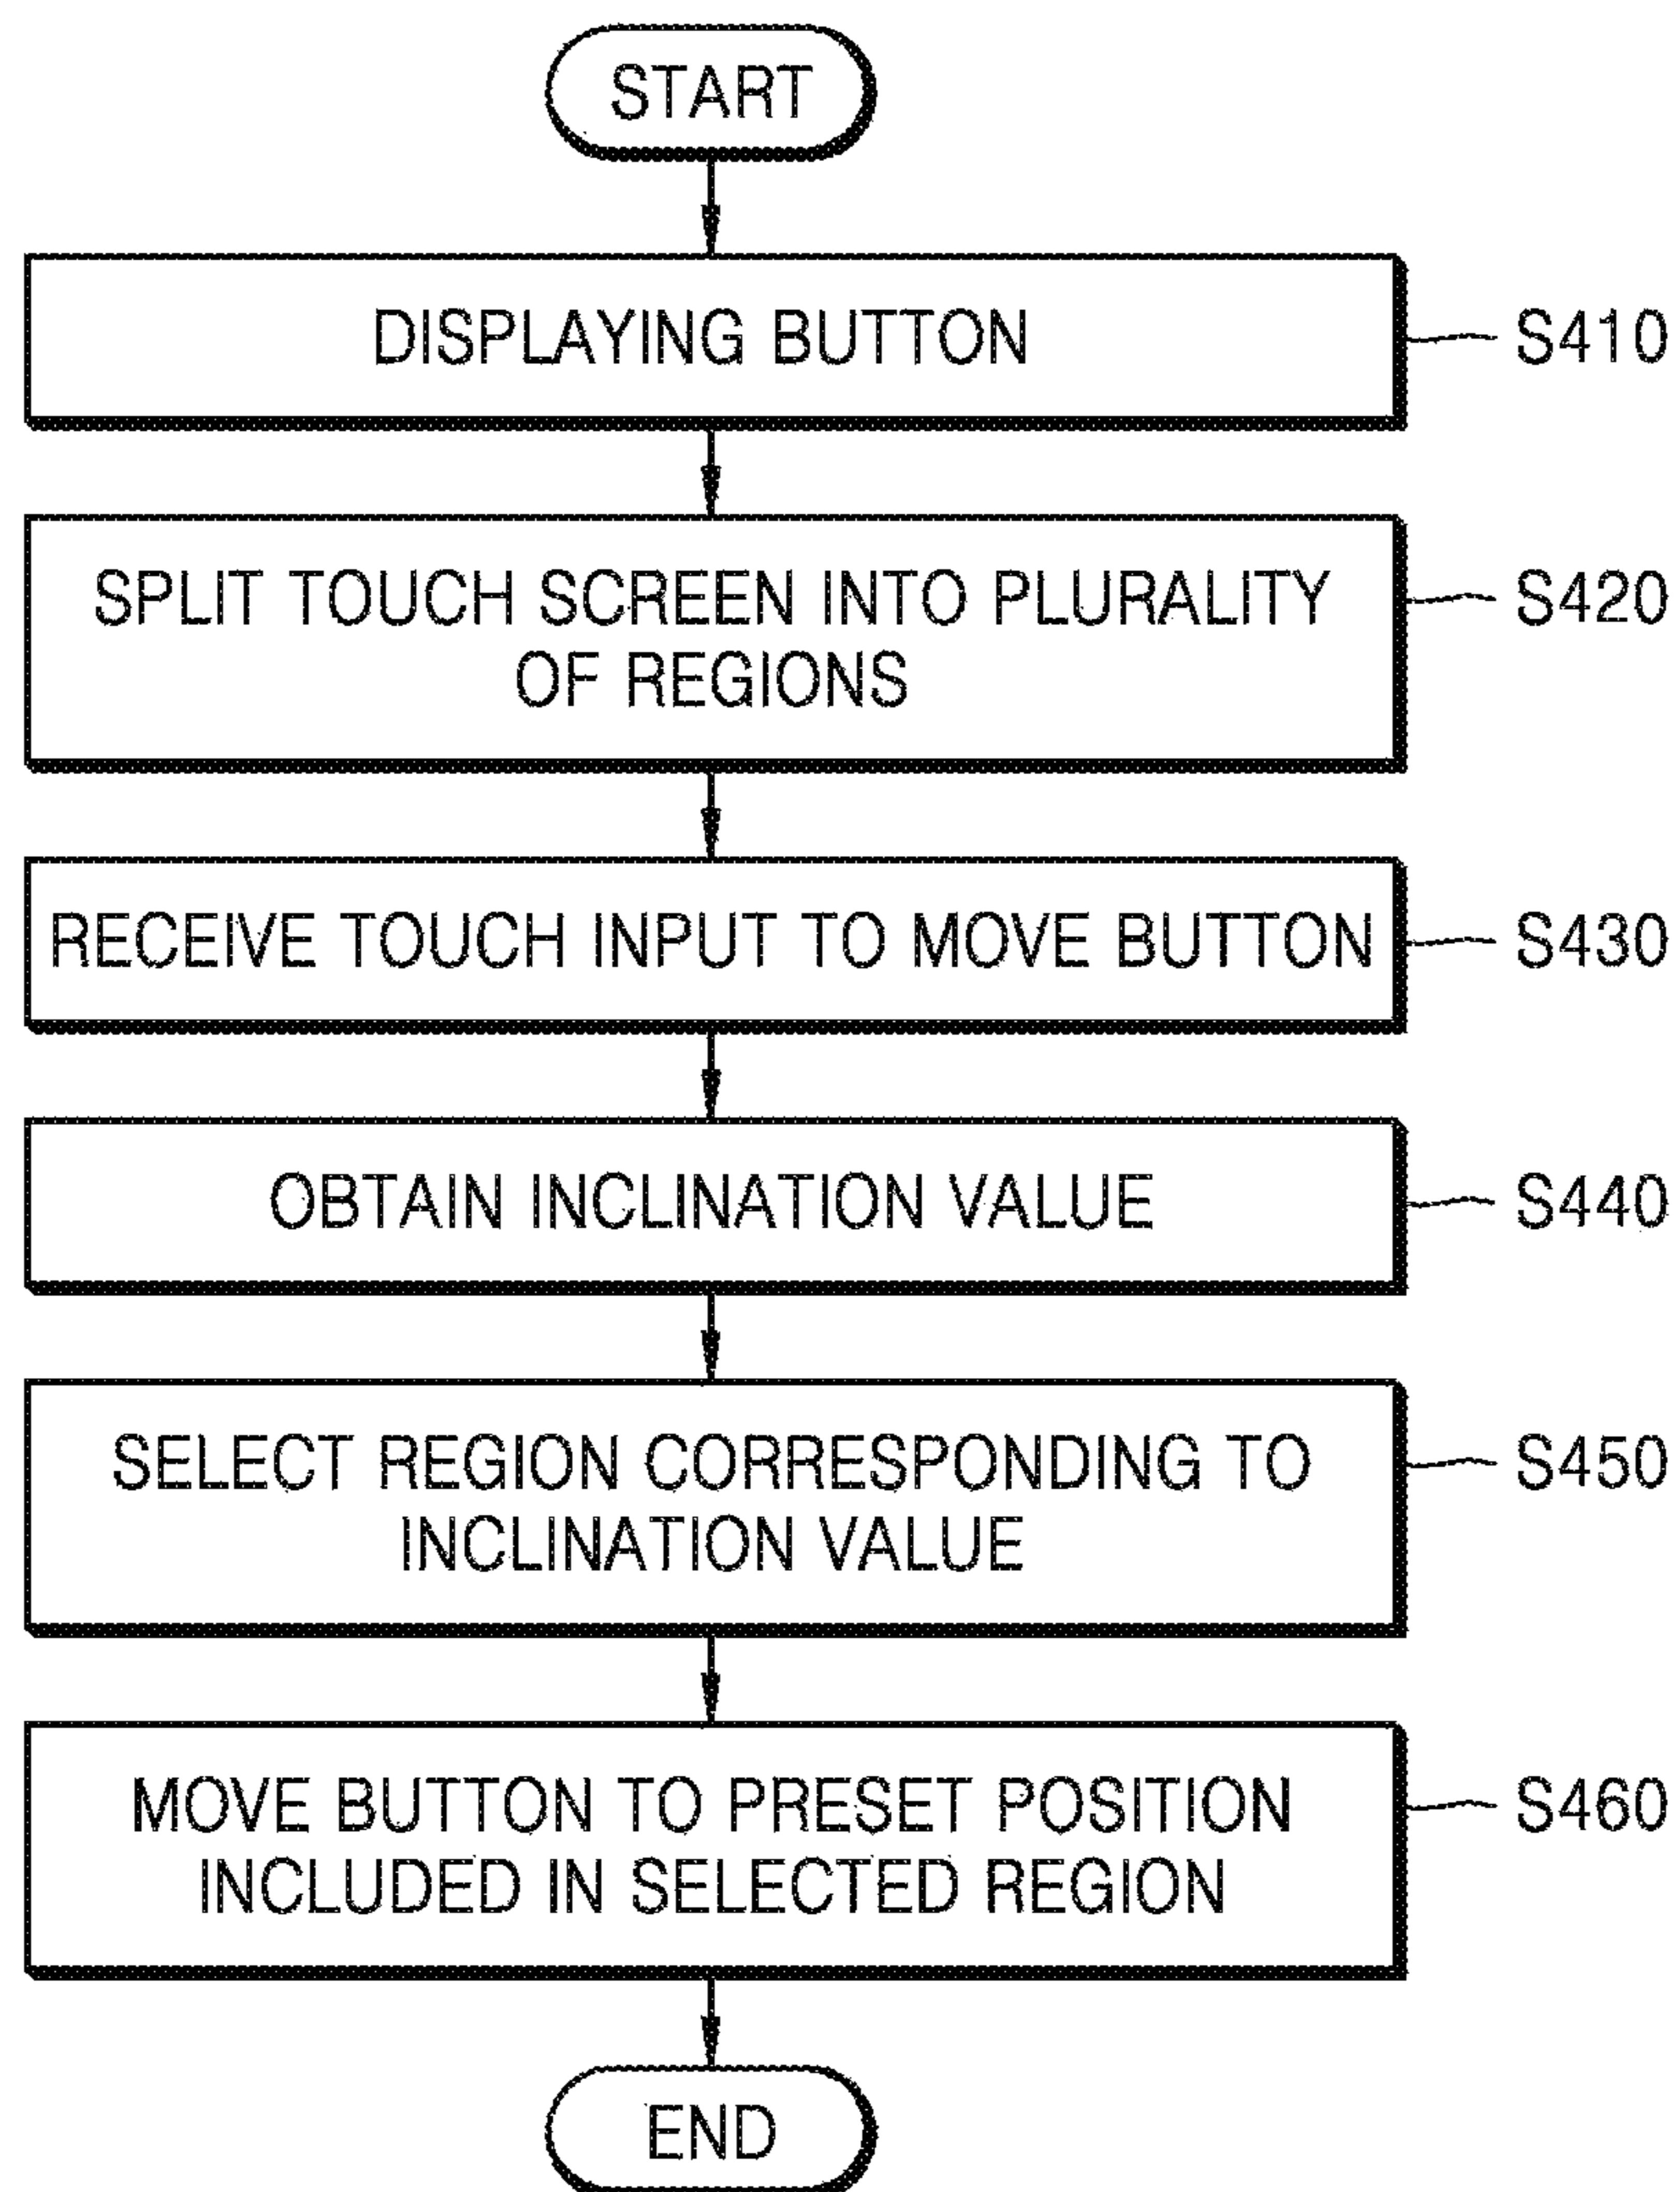 START
DISPLAYING BUTTON
S410
SPLIT TOUCH SCREEN INTO PLURALITY
OF REGIONS
S420
RECEIVE TOUCH INPUT TO MOVE BUTTON
S430
OBTAIN INCLINATION VALUE
S440
SELECT REGION CORRESPONDING TO
INCLINATION VALUE
S450
MOVE BUTTON TO PRESET POSITION
INCLUDED IN SELECTED REGION
S460
END